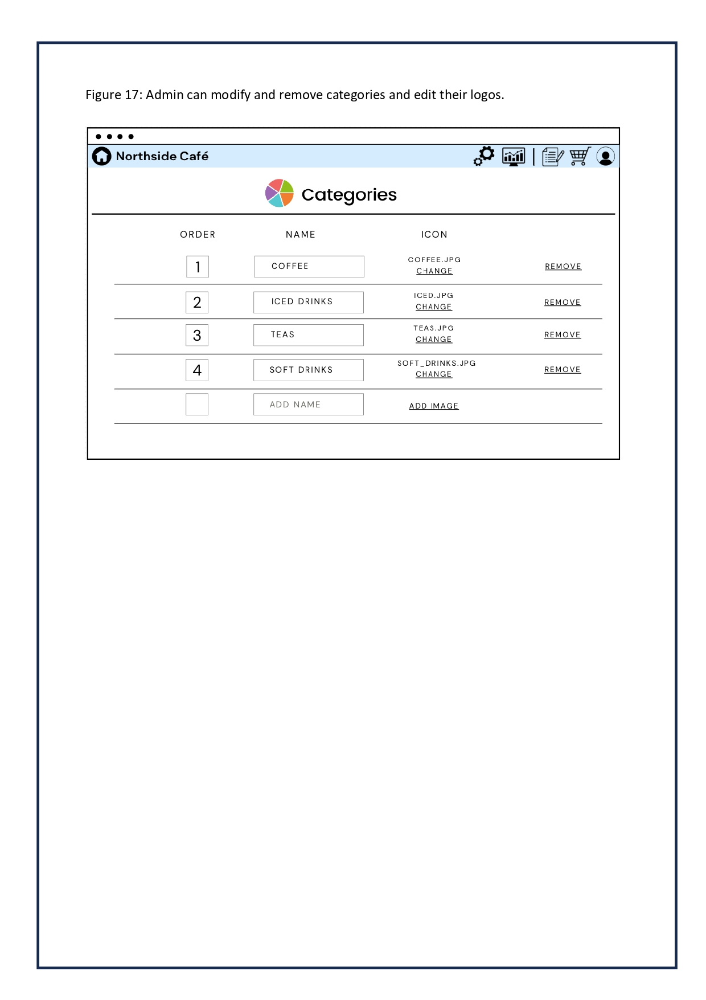 Figure 17: Admin can modify and remove categories and edit their logos.
Northside Café
Categories
ORDER NAME ICON
1 COFFEE COFFEE.JPG CHANGE REMOVE
2 ICED DRINKS ICED.JPG CHANGE REMOVE
3 TEAS TEAS.JPG CHANGE REMOVE
4 SOFT DRINKS SOFT_DRINKS.JPG CHANGE REMOVE
ADD NAME ADD IMAGE